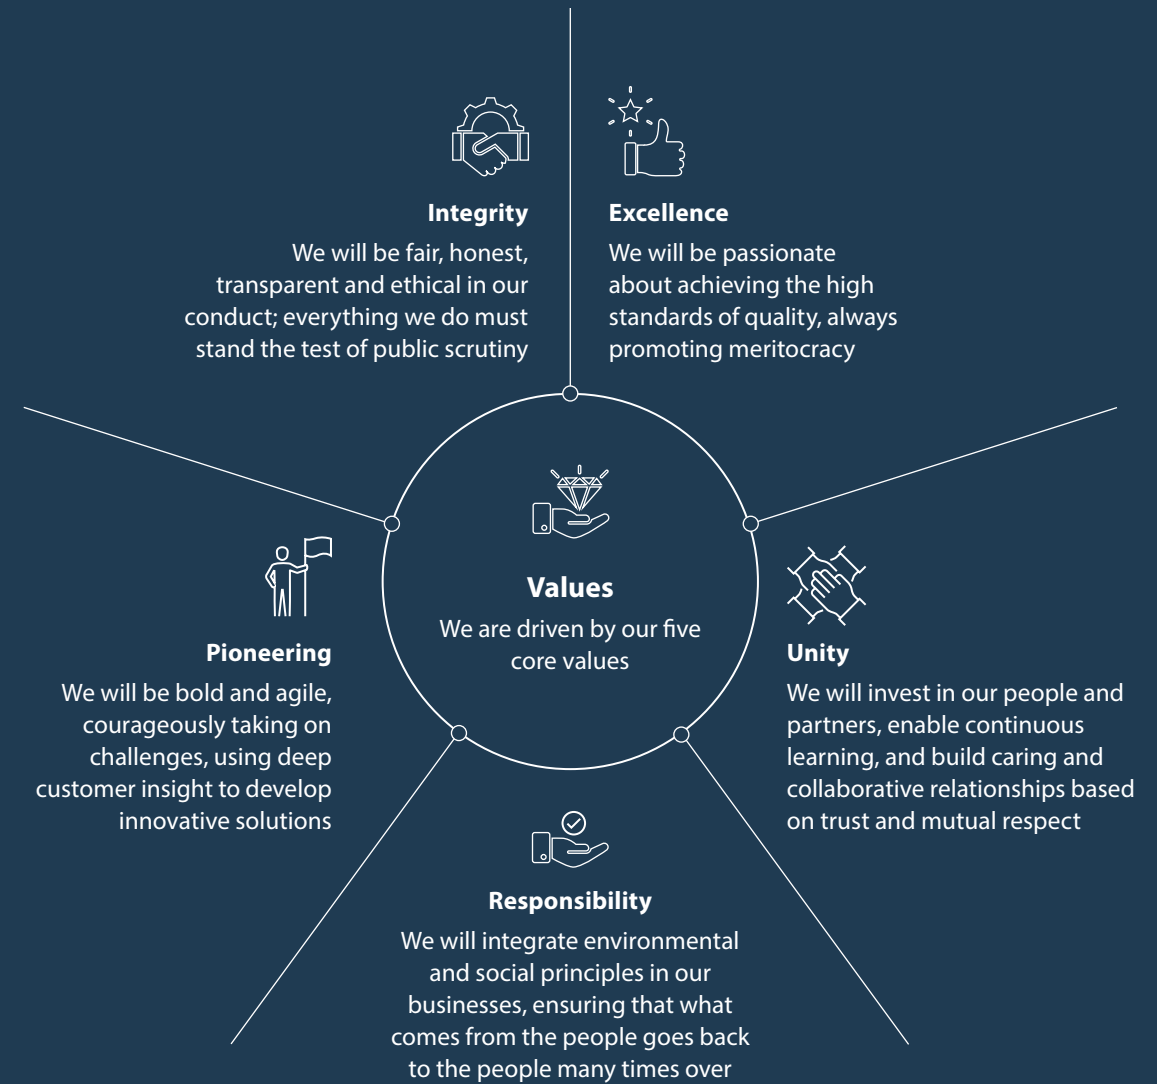 Integrity
We will be fair, honest,
transparent and ethical in our
conduct; everything we do must
stand the test of public scrutiny
Excellence
We will be passionate
about achieving the high
standards of quality, always
promoting meritocracy
Values
We are driven by our five
core values
Pioneering
We will be bold and agile,
courageously taking on
challenges, using deep
customer insight to develop
innovative solutions
Unity
We will invest in our people and
partners, enable continuous
learning, and build caring and
collaborative relationships based
on trust and mutual respect
Responsibility
We will integrate environmental
and social principles in our
businesses, ensuring that what
comes from the people goes back
to the people many times over